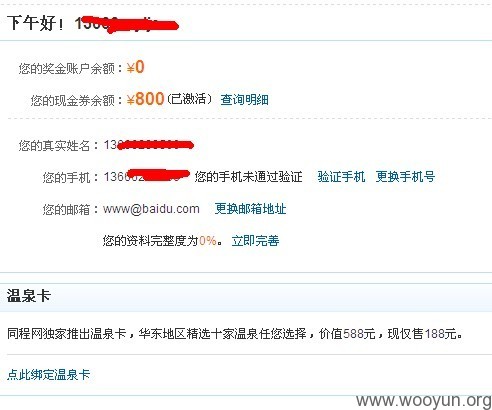 下午好！
您的奖金账户余额：¥0
您的现金券余额：¥800(已激活) 查询明细
您的真实姓名：
您的手机： 您的手机未通过验证 验证手机 更换手机号
您的邮箱：www@baidu.com 更换邮箱地址
您的资料完整度为0%。立即完善
温泉卡
同程网独家推出温泉卡，华东地区精选十家温泉任您选择，价值588元，现仅售188元。
点此绑定温泉卡
www.wooyun.org